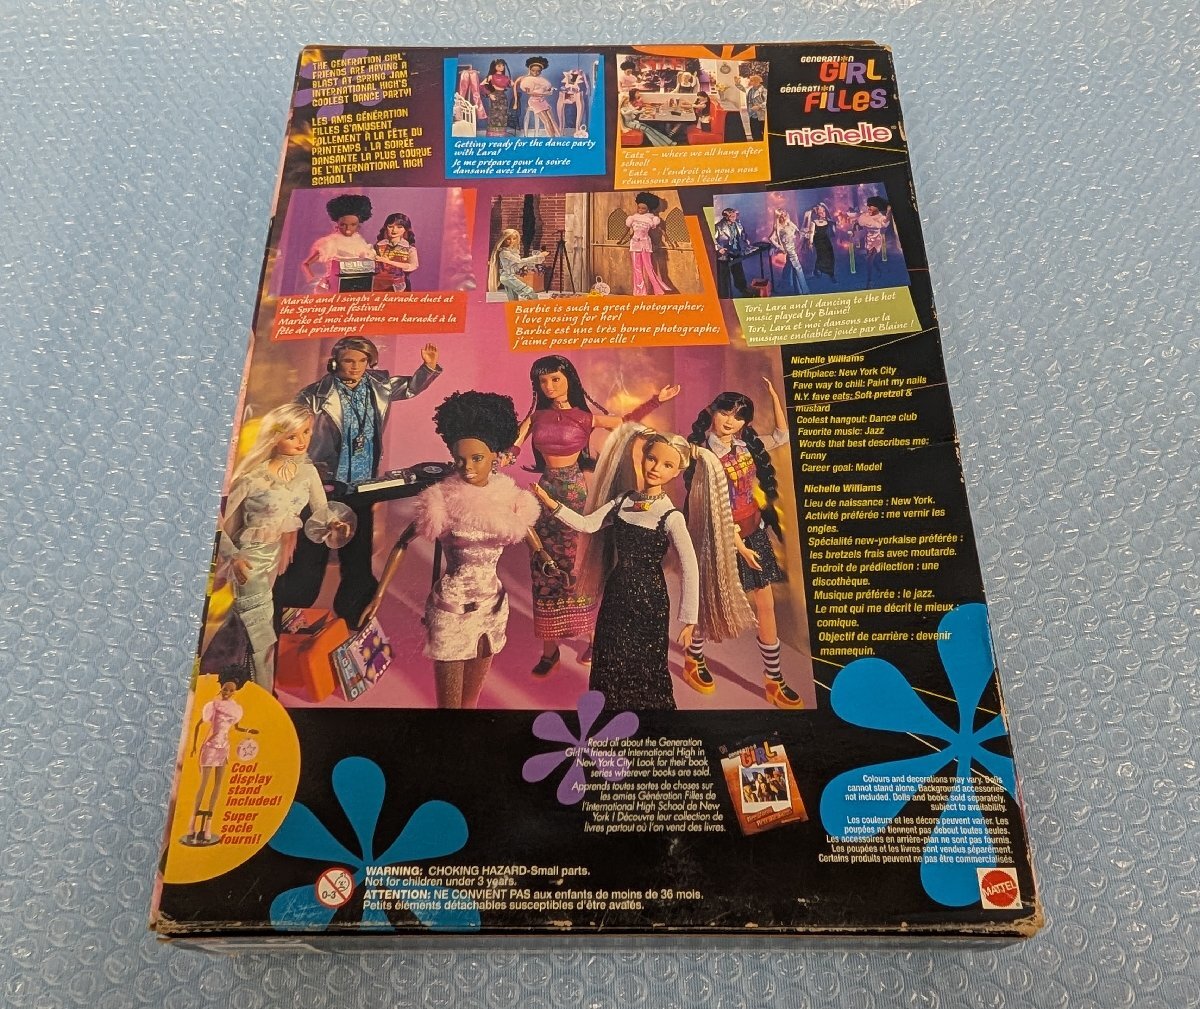 THE GENERATION GIRL™
FRIENDS ARE HAVING A
BLAST AT SPRING JAM —
INTERNATIONAL HIGH'S
COOLEST DANCE PARTY!
LES AMIS GÉNÉRATION
FILLES S'AMUSENT
FOLLEMENT À LA FÊTE DU
PRINTEMPS : LA SOIRÉE
DANSANTE LA PLUS COURUE
DE L'INTERNATIONAL HIGH
SCHOOL !
Getting ready for the dance party
with Lara!
Je me prépare pour la soirée
dansante avec Lara !
"Eatz" — where we all hang after
school!
"Eatz" : l'endroit où nous nous
réunissons après l'école !
GENERATION
GIRL™
GÉNÉRATION
FILLES™
nichelle®
Mariko and I singin' a karaoke duet at
the Spring Jam festival!
Mariko et moi chantons en karaoké à la
fête du printemps !
Barbie is such a great photographer;
I love posing for her!
Barbie est une très bonne photographe;
j'aime poser pour elle !
Tori, Lara and I dancing to the hot
music played by Blaine!
Tori, Lara et moi dansons sur la
musique endiablée jouée par Blaine !
Nichelle Williams
Birthplace: New York City
Fave way to chill: Paint my nails
N.Y. fave eats: Soft pretzel &
mustard
Coolest hangout: Dance club
Favorite music: Jazz
Words that best describes me:
Funny
Career goal: Model
Nichelle Williams
Lieu de naissance : New York.
Activité préférée : me vernir les
ongles.
Spécialité new-yorkaise préférée :
les bretzels frais avec moutarde.
Endroit de prédilection : une
discothèque.
Musique préférée : le jazz.
Le mot qui me décrit le mieux :
comique.
Objectif de carrière : devenir
mannequin.
Cool
display
stand
included!
Super
socle
fourni!
Read all about the Generation
Girl™ friends at International High in
New York City! Look for their book
series wherever books are sold.
Apprends toutes sortes de choses sur
les amies Génération Filles de
l'International High School de New
York ! Découvre leur collection de
livres partout où l'on vend des livres.
GIRL
Colours and decorations may vary. Dolls
cannot stand alone. Background accessories
not included. Dolls and books sold separately,
subject to availability.
Les couleurs et les décors peuvent varier. Les
poupées ne tiennent pas debout toutes seules.
Les accessoires en arrière-plan ne sont pas fournis.
Les poupées et les livres sont vendus séparément.
Certains produits peuvent ne pas être commercialisés.
0-3
WARNING: CHOKING HAZARD-Small parts.
Not for children under 3 years.
ATTENTION: NE CONVIENT PAS aux enfants de moins de 36 mois.
Petits éléments détachables susceptibles d'être avalés.
MATTEL